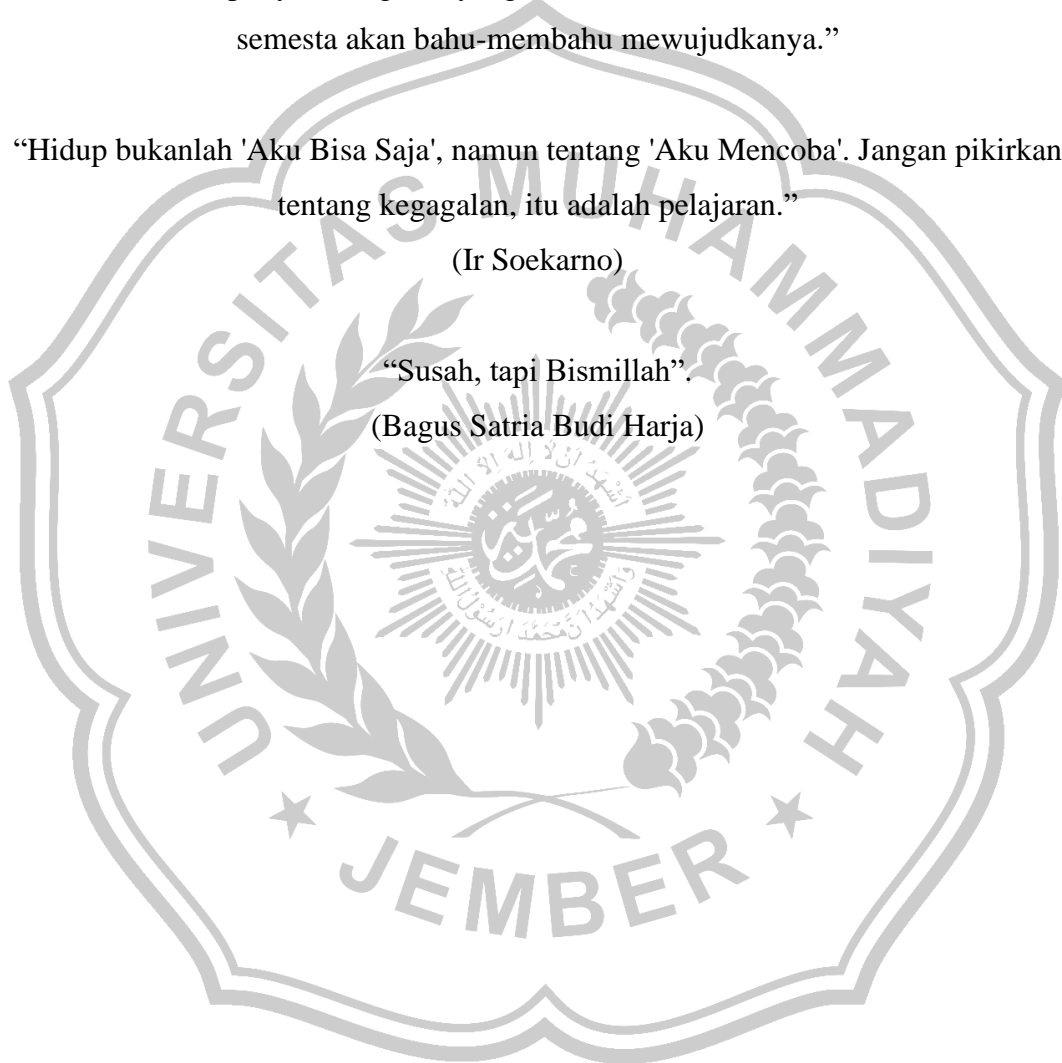 semesta akan bahu-membahu mewujudkanya.”
“Hidup bukanlah 'Aku Bisa Saja', namun tentang 'Aku Mencoba'. Jangan pikirkan
tentang kegagalan, itu adalah pelajaran.”
(Ir Soekarno)
“Susah, tapi Bismillah”.
(Bagus Satria Budi Harja)
UNIVERSITAS MUHAMMADIYAH
JEMBER